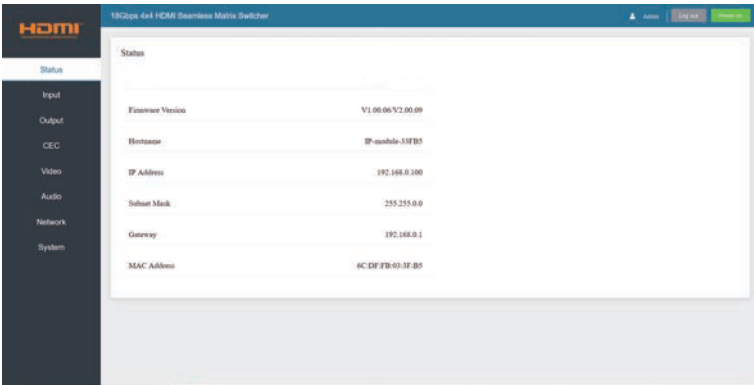 HDMI
18Gbps 4x4 HDMI Seamless Matrix Switcher
Admin
Log out
Status
Input
Output
CEC
Video
Audio
Network
System
Status
Firmware Version V1.00.06/V2.00.09
Hostname IP-module-33FB5
IP Address 192.168.0.100
Subnet Mask 255.255.0.0
Gateway 192.168.0.1
MAC Address 6C:DF:FB:03:3F:B5